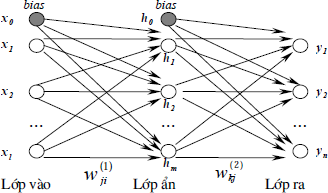 bias bias
x0 h0
x1 h1 y1
x2 h2 y2
... ... ...
xl hm yn
w ji (1) w kj (2)
Lớp vào Lớp ẩn Lớp ra